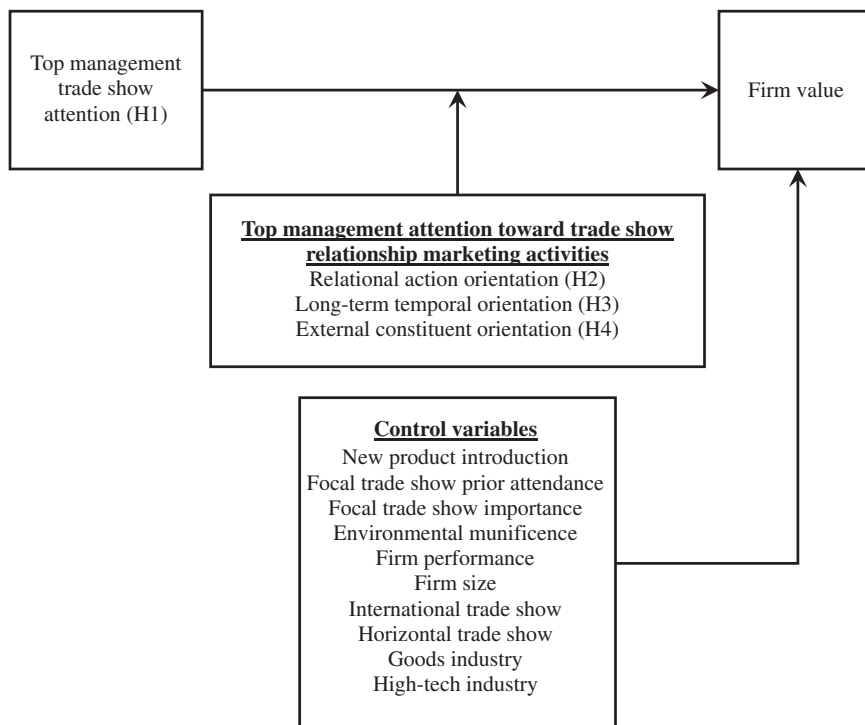 Top management
trade show
attention (H1)
Firm value
Top management attention toward trade show
relationship marketing activities
Relational action orientation (H2)
Long-term temporal orientation (H3)
External constituent orientation (H4)
Control variables
New product introduction
Focal trade show prior attendance
Focal trade show importance
Environmental munificence
Firm performance
Firm size
International trade show
Horizontal trade show
Goods industry
High-tech industry